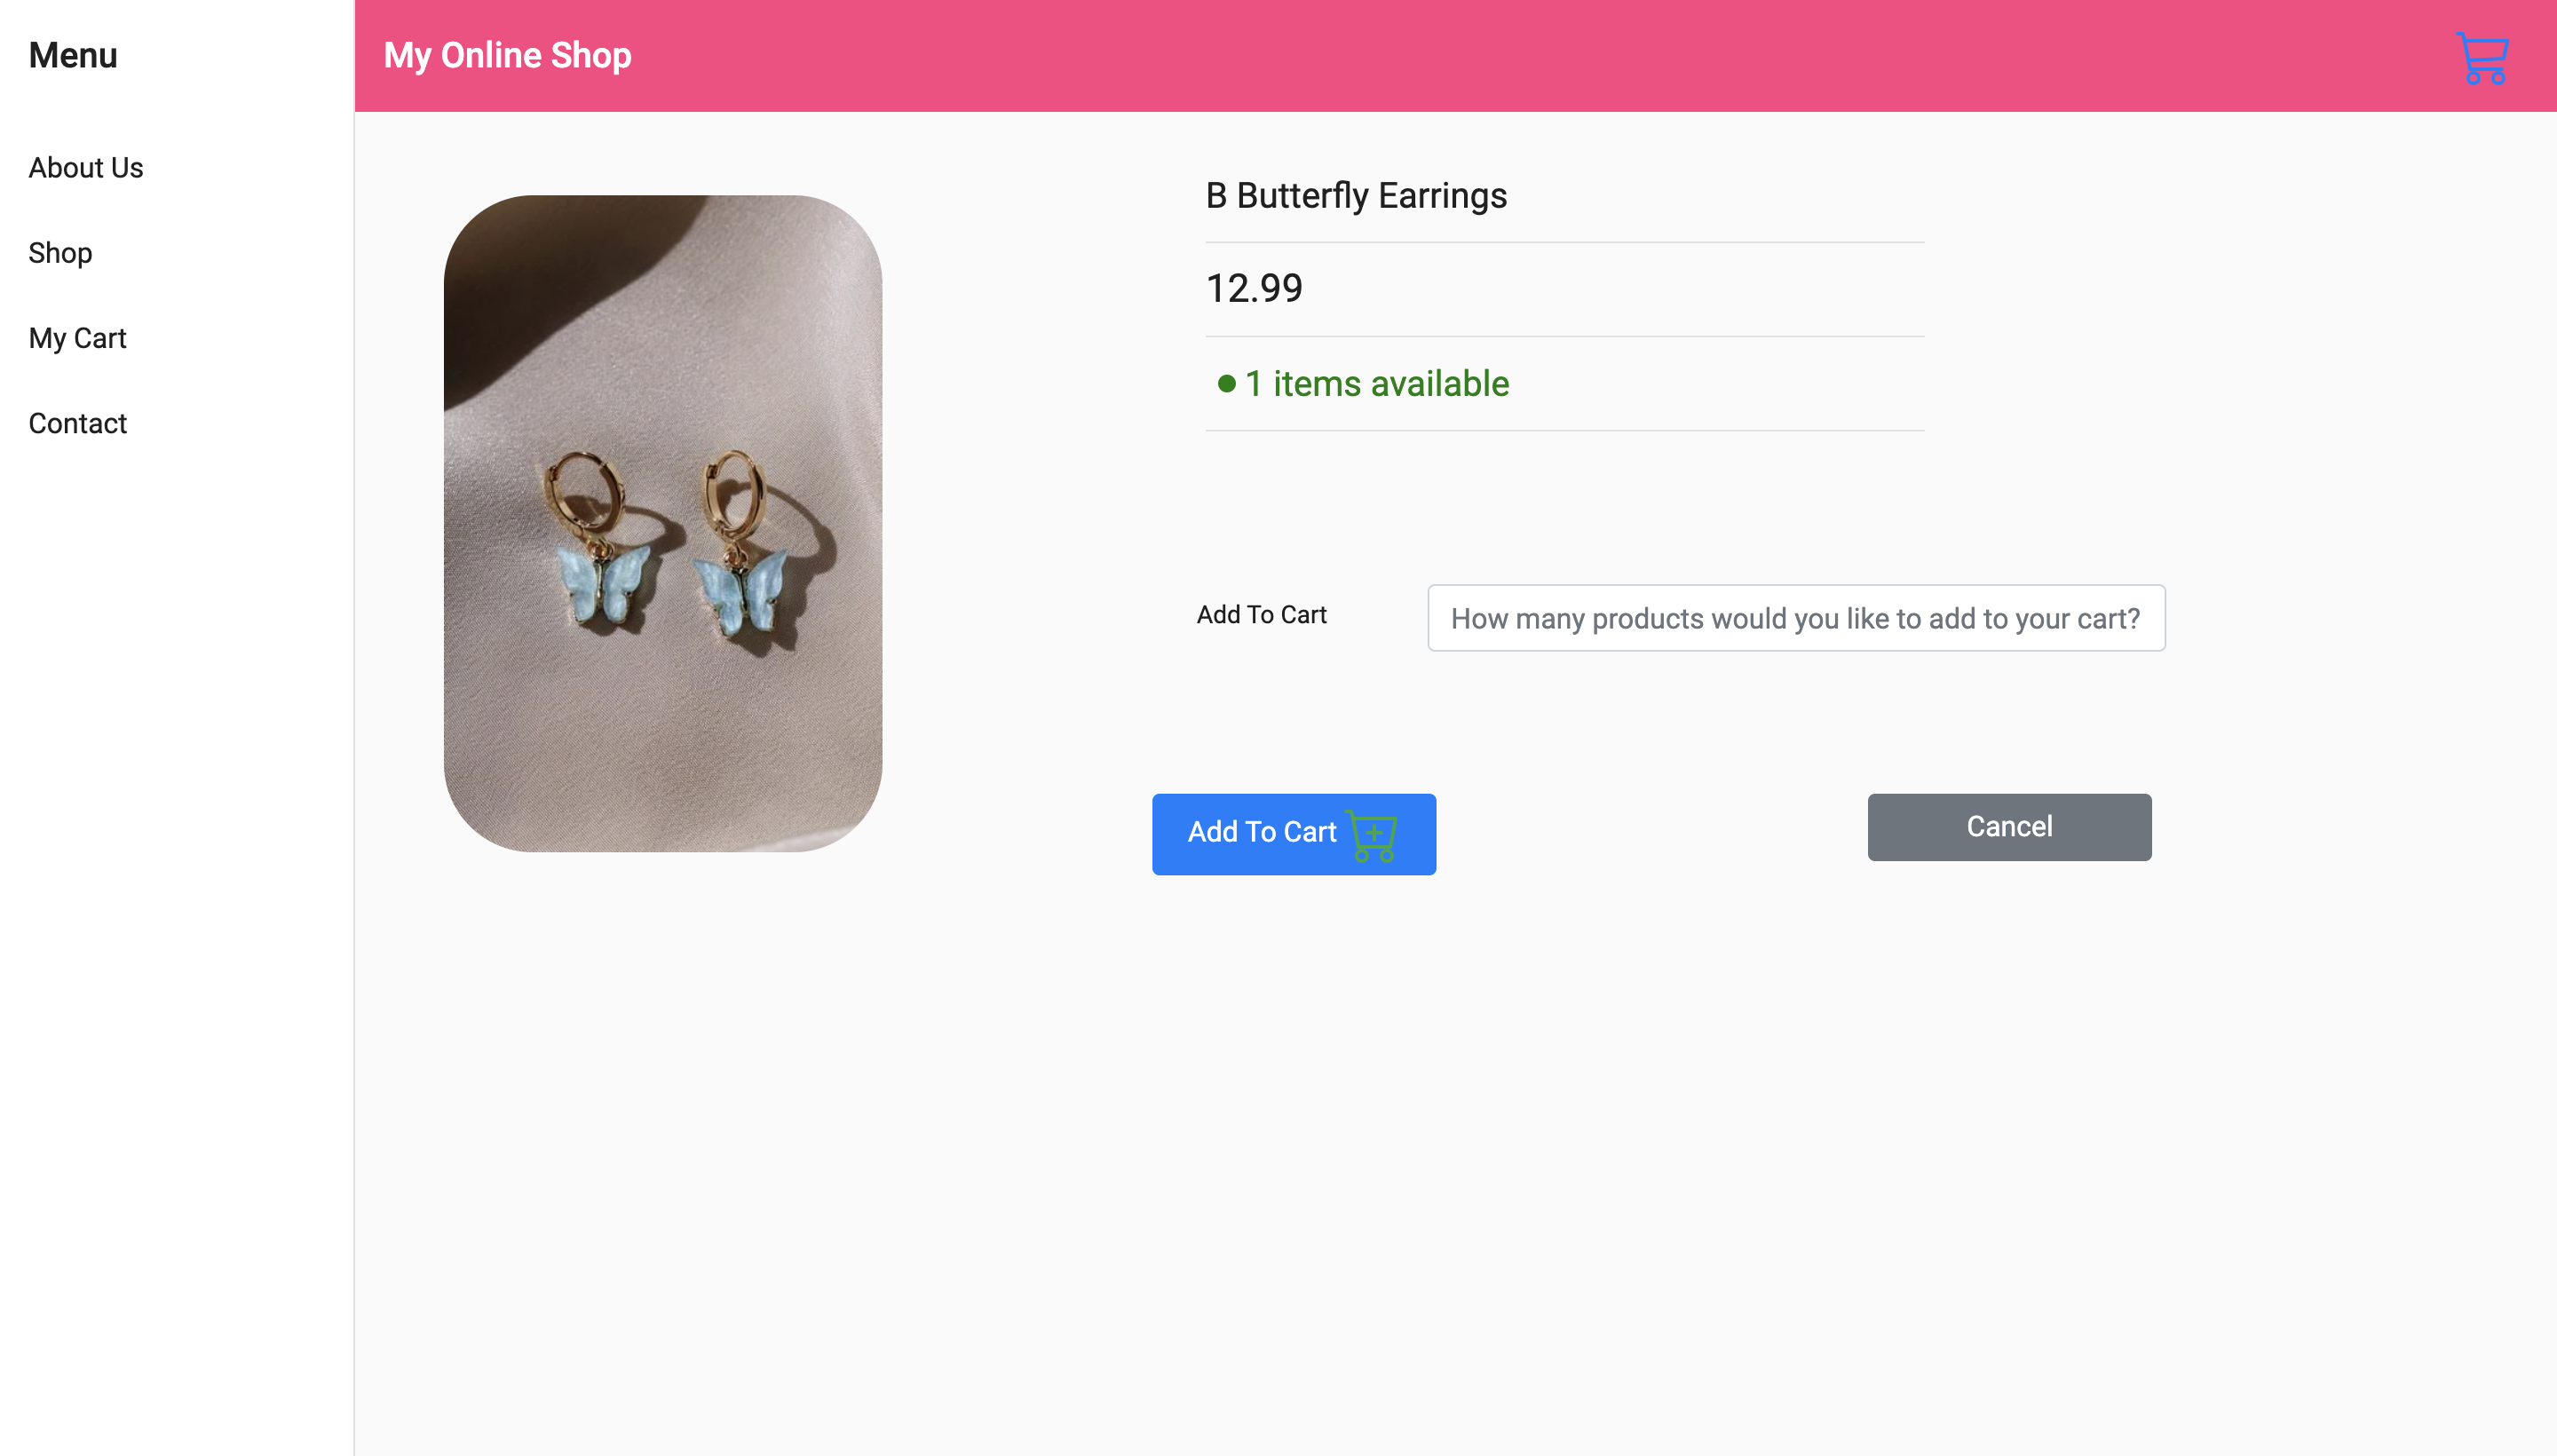 Menu
My Online Shop
About Us
Shop
My Cart
Contact
B Butterfly Earrings
12.99
1 items available
Add To Cart
How many products would you like to add to your cart?
Add To Cart
Cancel